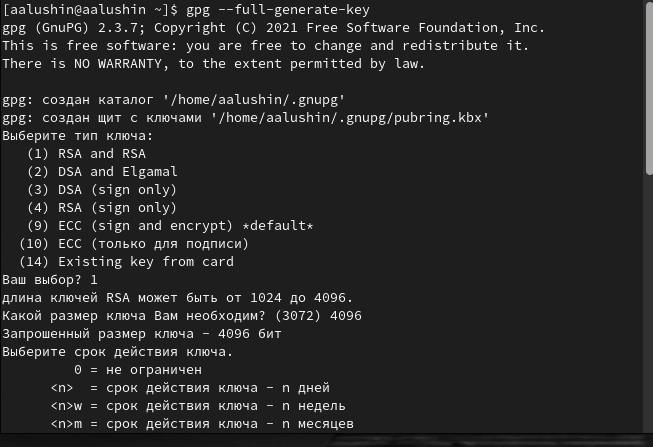 [aalushin@aalushin ~]$ gpg --full-generate-key
gpg (GnuPG) 2.3.7; Copyright (C) 2021 Free Software Foundation, Inc.
This is free software: you are free to change and redistribute it.
There is NO WARRANTY, to the extent permitted by law.

gpg: создан каталог '/home/aalushin/.gnupg'
gpg: создан щит с ключами '/home/aalushin/.gnupg/pubring.kbx'
Выберите тип ключа:
   (1) RSA and RSA
   (2) DSA and Elgamal
   (3) DSA (sign only)
   (4) RSA (sign only)
   (9) ECC (sign and encrypt) *default*
  (10) ECC (только для подписи)
  (14) Existing key from card
Ваш выбор? 1
длина ключей RSA может быть от 1024 до 4096.
Какой размер ключа Вам необходим? (3072) 4096
Запрошенный размер ключа - 4096 бит
Выберите срок действия ключа.
         0 = не ограничен
      <n>  = срок действия ключа - n дней
      <n>w = срок действия ключа - n недель
      <n>m = срок действия ключа - n месяцев